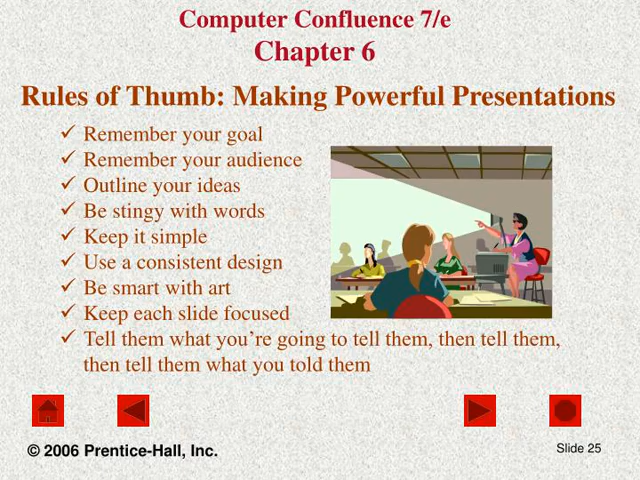 Computer Confluence 7/e
Chapter 6
Rules of Thumb: Making Powerful Presentations
✓ Remember your goal
✓ Remember your audience
✓ Outline your ideas
✓ Be stingy with words
✓ Keep it simple
✓ Use a consistent design
✓ Be smart with art
✓ Keep each slide focused
✓ Tell them what you’re going to tell them, then tell them,
then tell them what you told them
© 2006 Prentice-Hall, Inc.
Slide 25